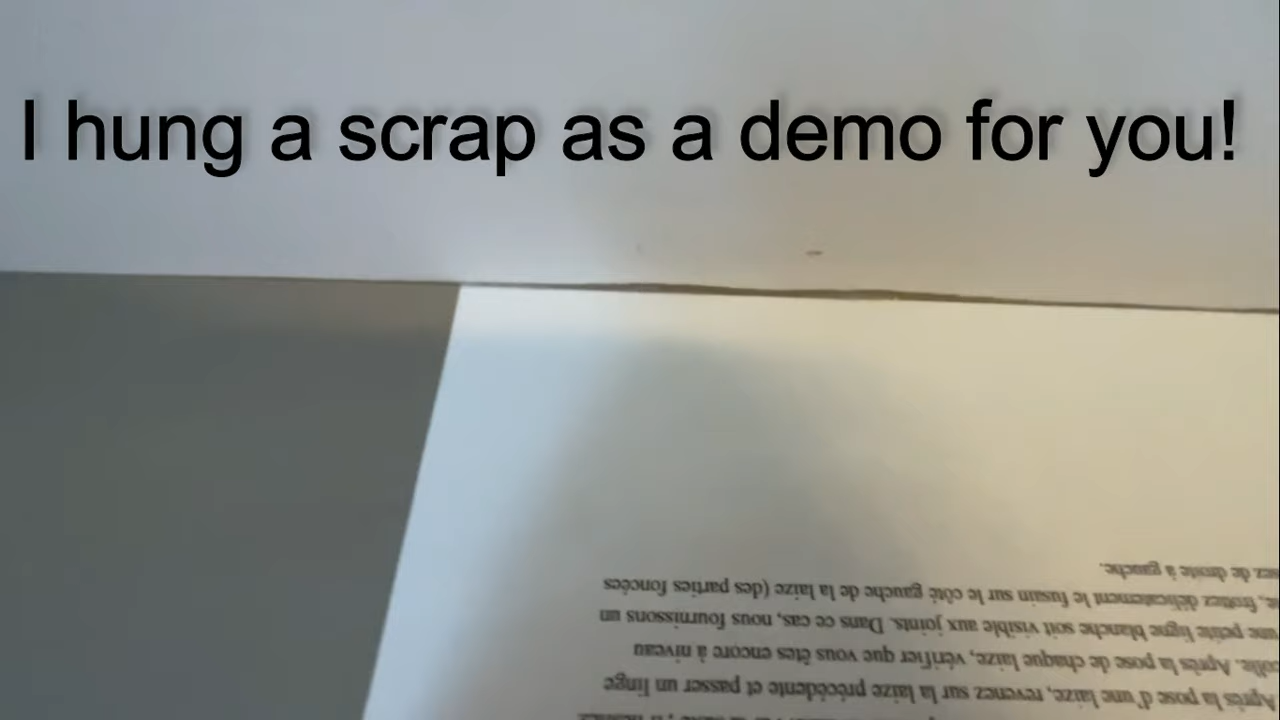 I hung a scrap as a demo for you!
Après la pose d'une laize, revenez sur la laize précédente et passer un linge
colle. Après la pose de chaque laize, vérifier que vous êtes encore à niveau
une petite ligne blanche soit visible aux joints. Dans ce cas, nous fournissons un
frottez délicatement le fusain sur le côté gauche de la laize (des parties foncées
de droite à gauche.